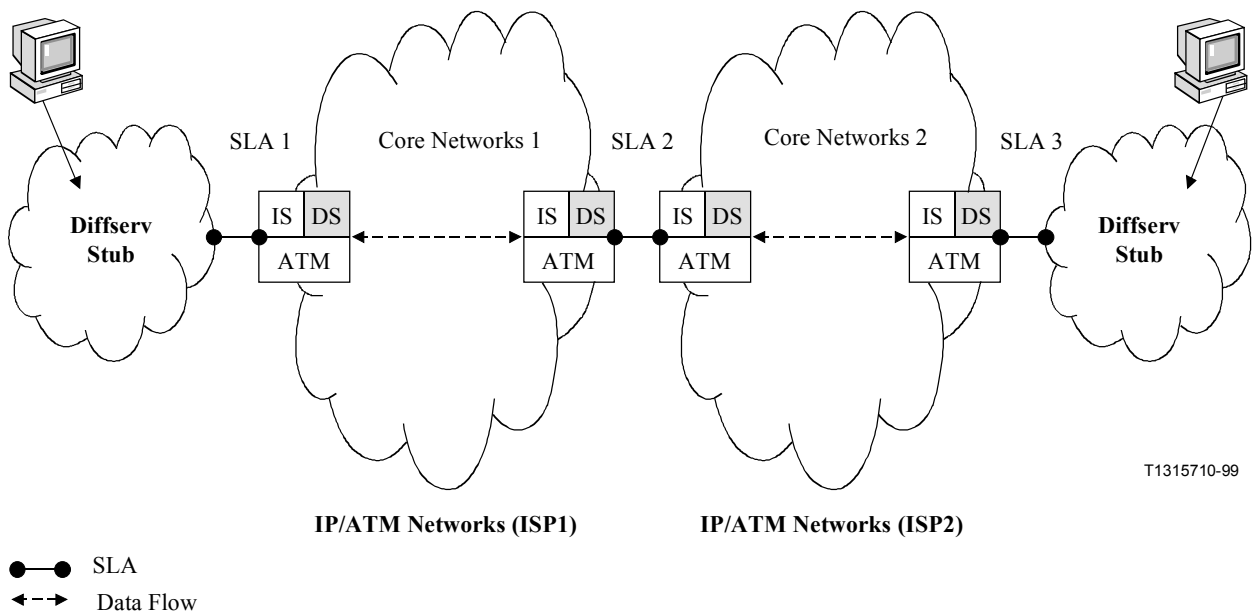 SLA 1
Core Networks 1
SLA 2
Core Networks 2
SLA 3
Diffserv
Stub
IS DS
ATM
IS DS
ATM
IS DS
ATM
IS DS
ATM
Diffserv
Stub
T1315710-99
IP/ATM Networks (ISP1)
IP/ATM Networks (ISP2)
SLA
Data Flow